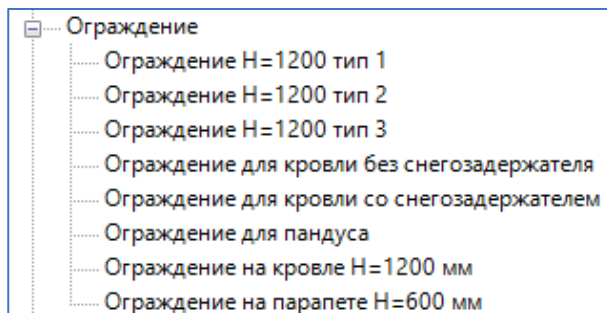 Ограждение
Ограждение H=1200 тип 1
Ограждение H=1200 тип 2
Ограждение H=1200 тип 3
Ограждение для кровли без снегозадержателя
Ограждение для кровли со снегозадержателем
Ограждение для пандуса
Ограждение на кровле H=1200 мм
Ограждение на парапете H=600 мм